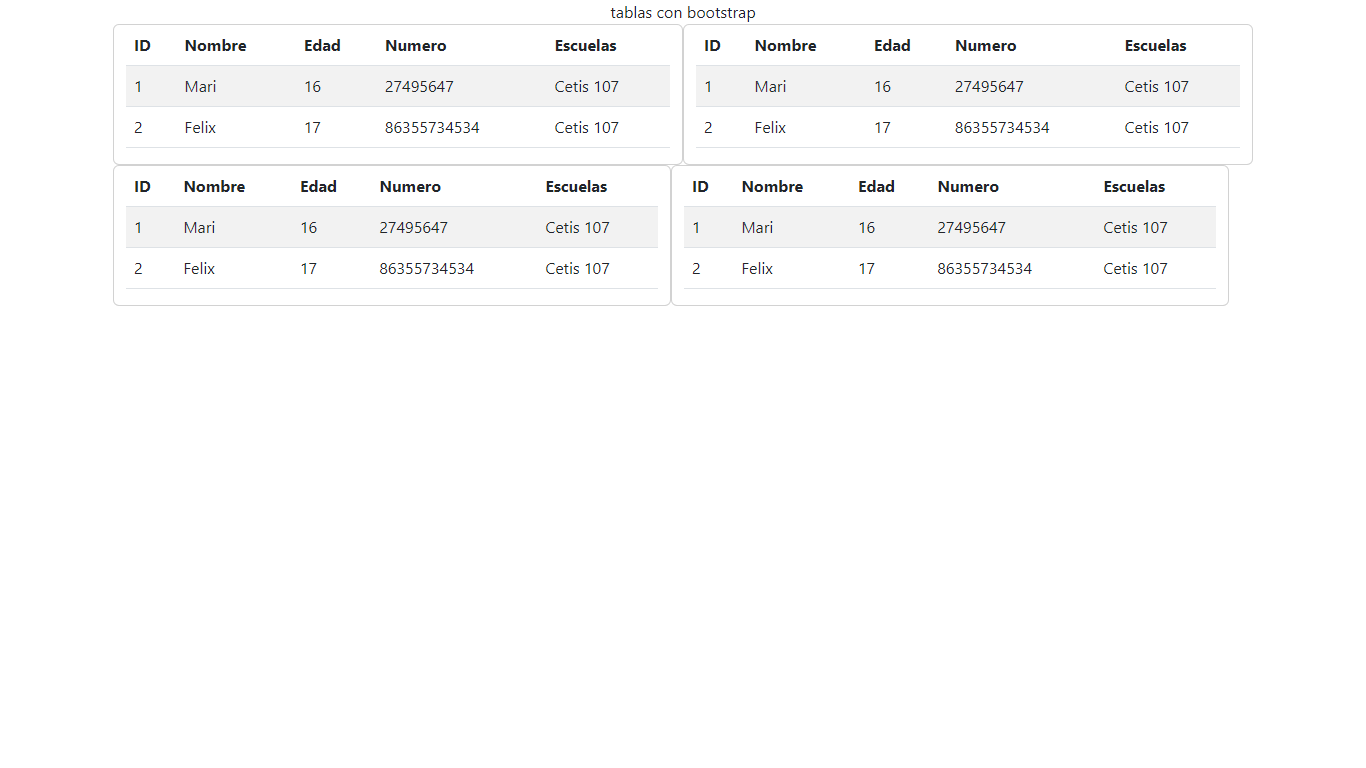 tablas con bootstrap
ID Nombre Edad Numero Escuelas ID Nombre Edad Numero Escuelas
1 Mari 16 27495647 Cetis 107 1 Mari 16 27495647 Cetis 107
2 Felix 17 86355734534 Cetis 107 2 Felix 17 86355734534 Cetis 107
ID Nombre Edad Numero Escuelas ID Nombre Edad Numero Escuelas
1 Mari 16 27495647 Cetis 107 1 Mari 16 27495647 Cetis 107
2 Felix 17 86355734534 Cetis 107 2 Felix 17 86355734534 Cetis 107